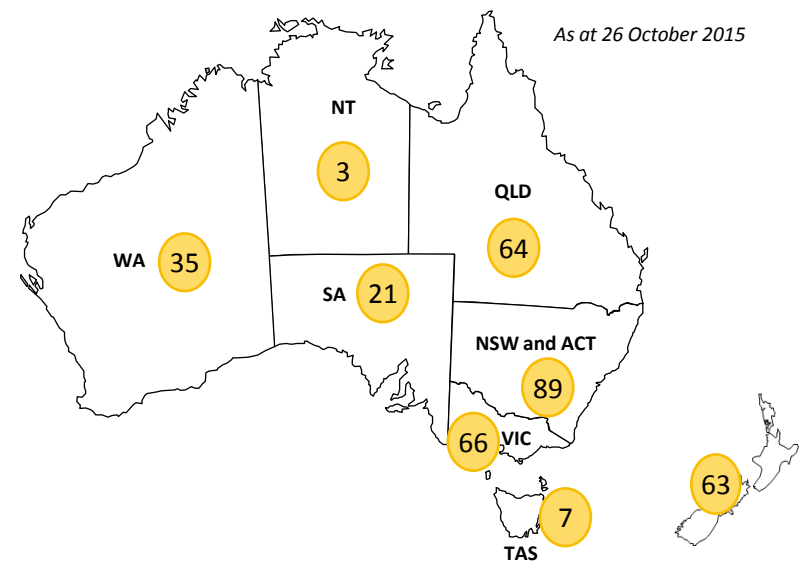 As at 26 October 2015
NT
3
QLD
64
WA
35
SA
21
NSW and ACT
89
66
VIC
63
7
TAS